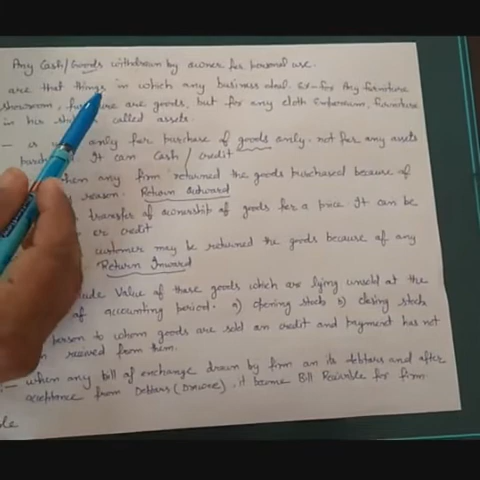 Any Cash/Goods withdrawn by owner for personal use.
are that things in which any business deal. Ex- for Any furniture
showroom, are goods, but for any cloth Emporium, furniture
in his called assets.
- is only for purchase of goods only. not for any assets
purchase. It can Cash / credit
when any firm returned the goods purchased because of
reason. Return outward
transfer of ownership of goods for a price. It can be
or credit
customer may be returned the goods because of any
Return Inward
Value of those goods which are lying unsold at the
of accounting period. a) opening stock b) closing stock
person to whom goods are sold on credit and payment has not
received from them.
:- when any bill of exchange drawn by firm on its debtors and after
acceptance from Debtors (Drawee), it become Bill Receivable for firm